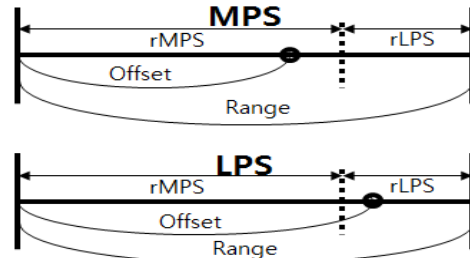 MPS
rMPS rLPS
Offset
Range
LPS
rMPS rLPS
Offset
Range